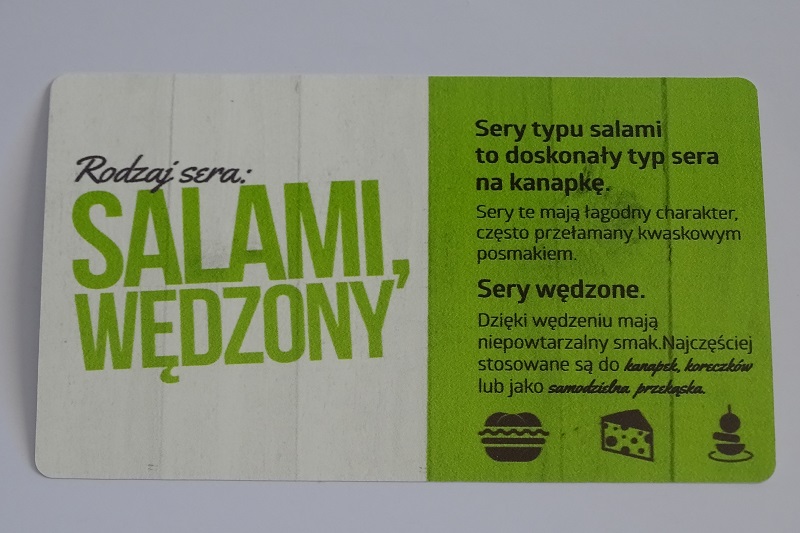 Rodzaj sera:
SALAMI,
WĘDZONY
Sery typu salami
to doskonały typ sera
na kanapkę.
Sery te mają łagodny charakter,
często przełamany kwaskowym
posmakiem.
Sery wędzone.
Dzięki wędzeniu mają
niepowtarzalny smak.Najczęściej
stosowane są do kanapek, koreczków
lub jako samodzielna przekąska.